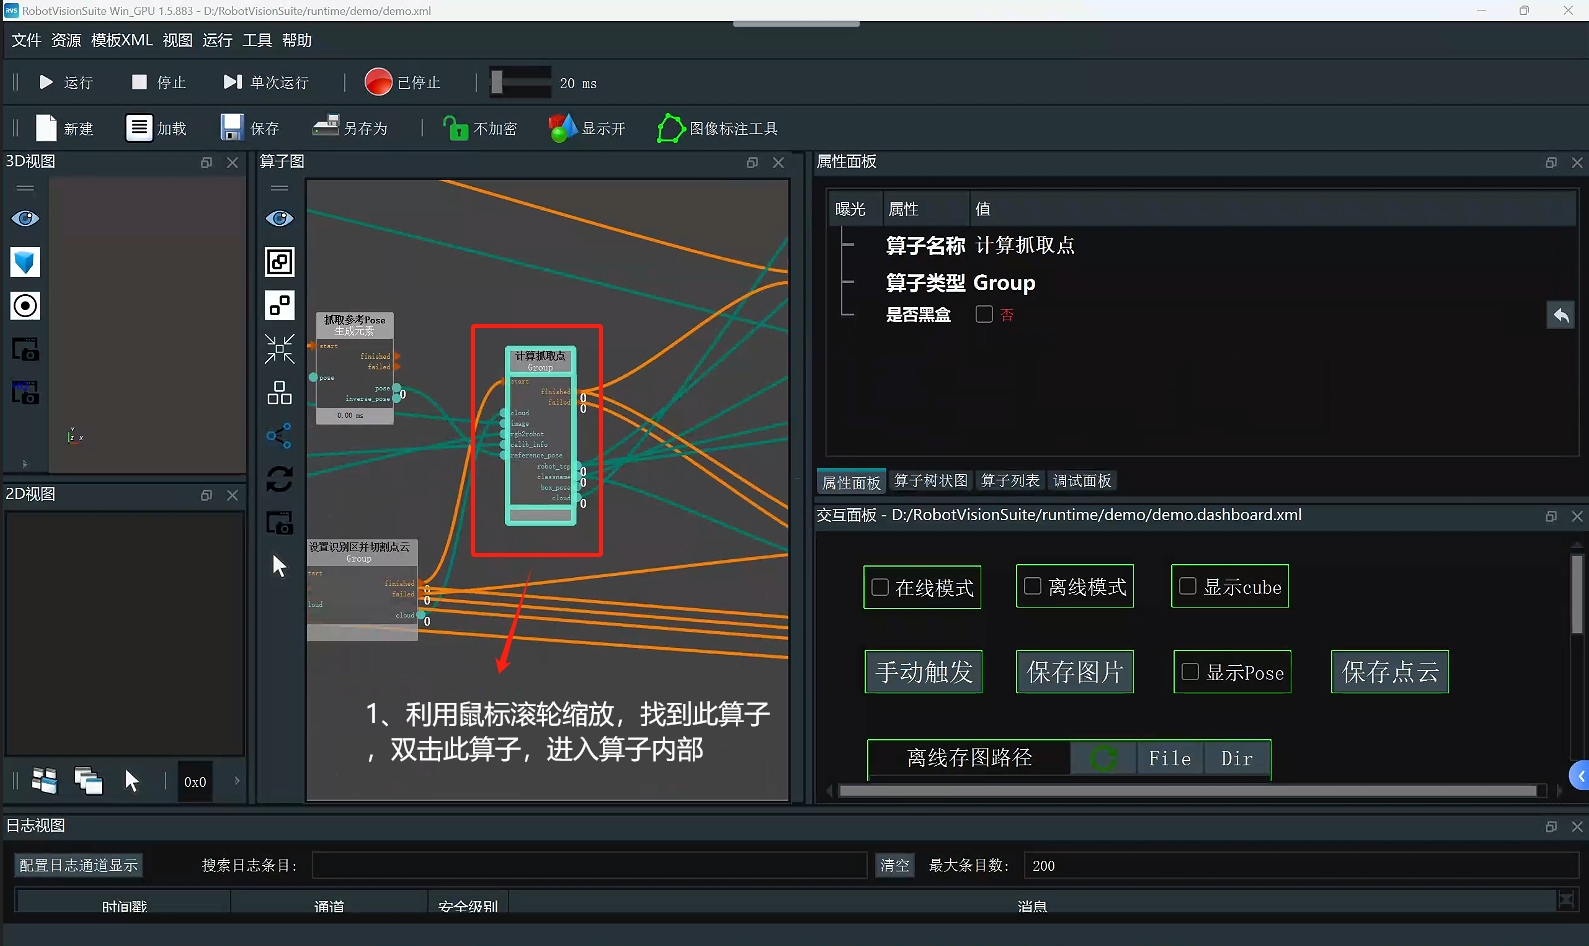 RobotVisionSuite Win_GPU 1.5.883 - D:/RobotVisionSuite/runtime/demo/demo.xml
文件 资源 模板XML 视图 运行 工具 帮助
运行 停止 单次运行 已停止 20 ms
新建 加载 保存 另存为 不加密 显示开 图像标注工具
3D视图
算子图
抓取参考Pose
生成元素
start
finished
failed
pose
pose
inverse_pose
0
0.00 ms
计算抓取点
Group
start
finished
failed
0
0
cloud
image
rgb2robot
calib_info
reference_pose
robot_tcp
classname
box_pose
cloud
0
0
0
设置识别区并切割点云
Group
tart
finished
failed
loud
cloud
0
0
0
1、利用鼠标滚轮缩放，找到此算子
，双击此算子，进入算子内部
2D视图
0x0
属性面板
曝光 属性 值
算子名称 计算抓取点
算子类型 Group
是否黑盒 否
属性面板 算子树状图 算子列表 调试面板
交互面板 - D:/RobotVisionSuite/runtime/demo/demo.dashboard.xml
在线模式 离线模式 显示cube
手动触发 保存图片 显示Pose 保存点云
离线存图路径 File Dir
日志视图
配置日志通道显示 搜索日志条目: 清空 最大条目数: 200
时间戳 通道 安全级别 消息